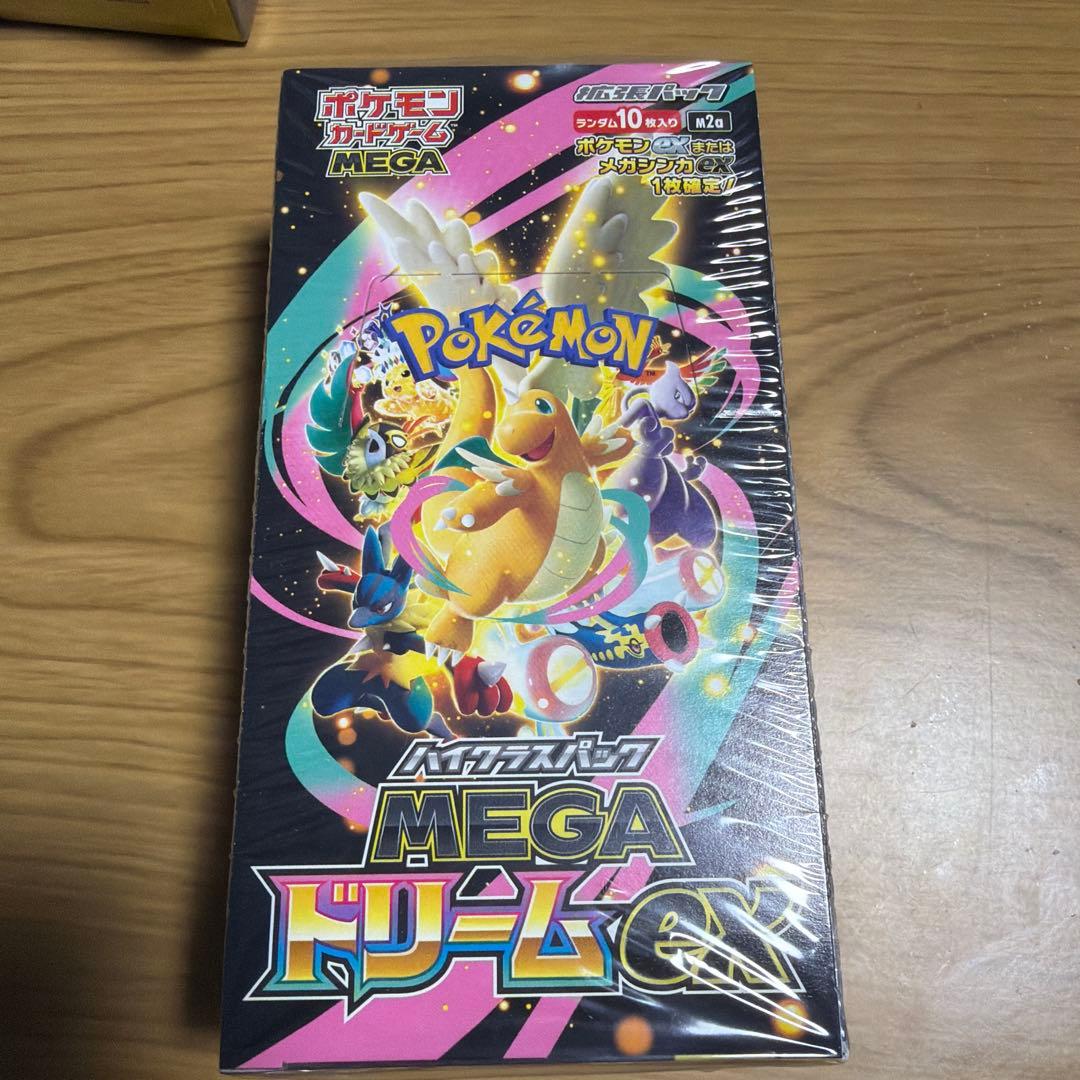 ポケモン
カードゲーム
MEGA
拡張パック
ランダム10枚入り M2a
ポケモンexまたは
メガシンカex
1枚確定!
POKÉMON
TM
ハイクラスパック
MEGA
ドリームex